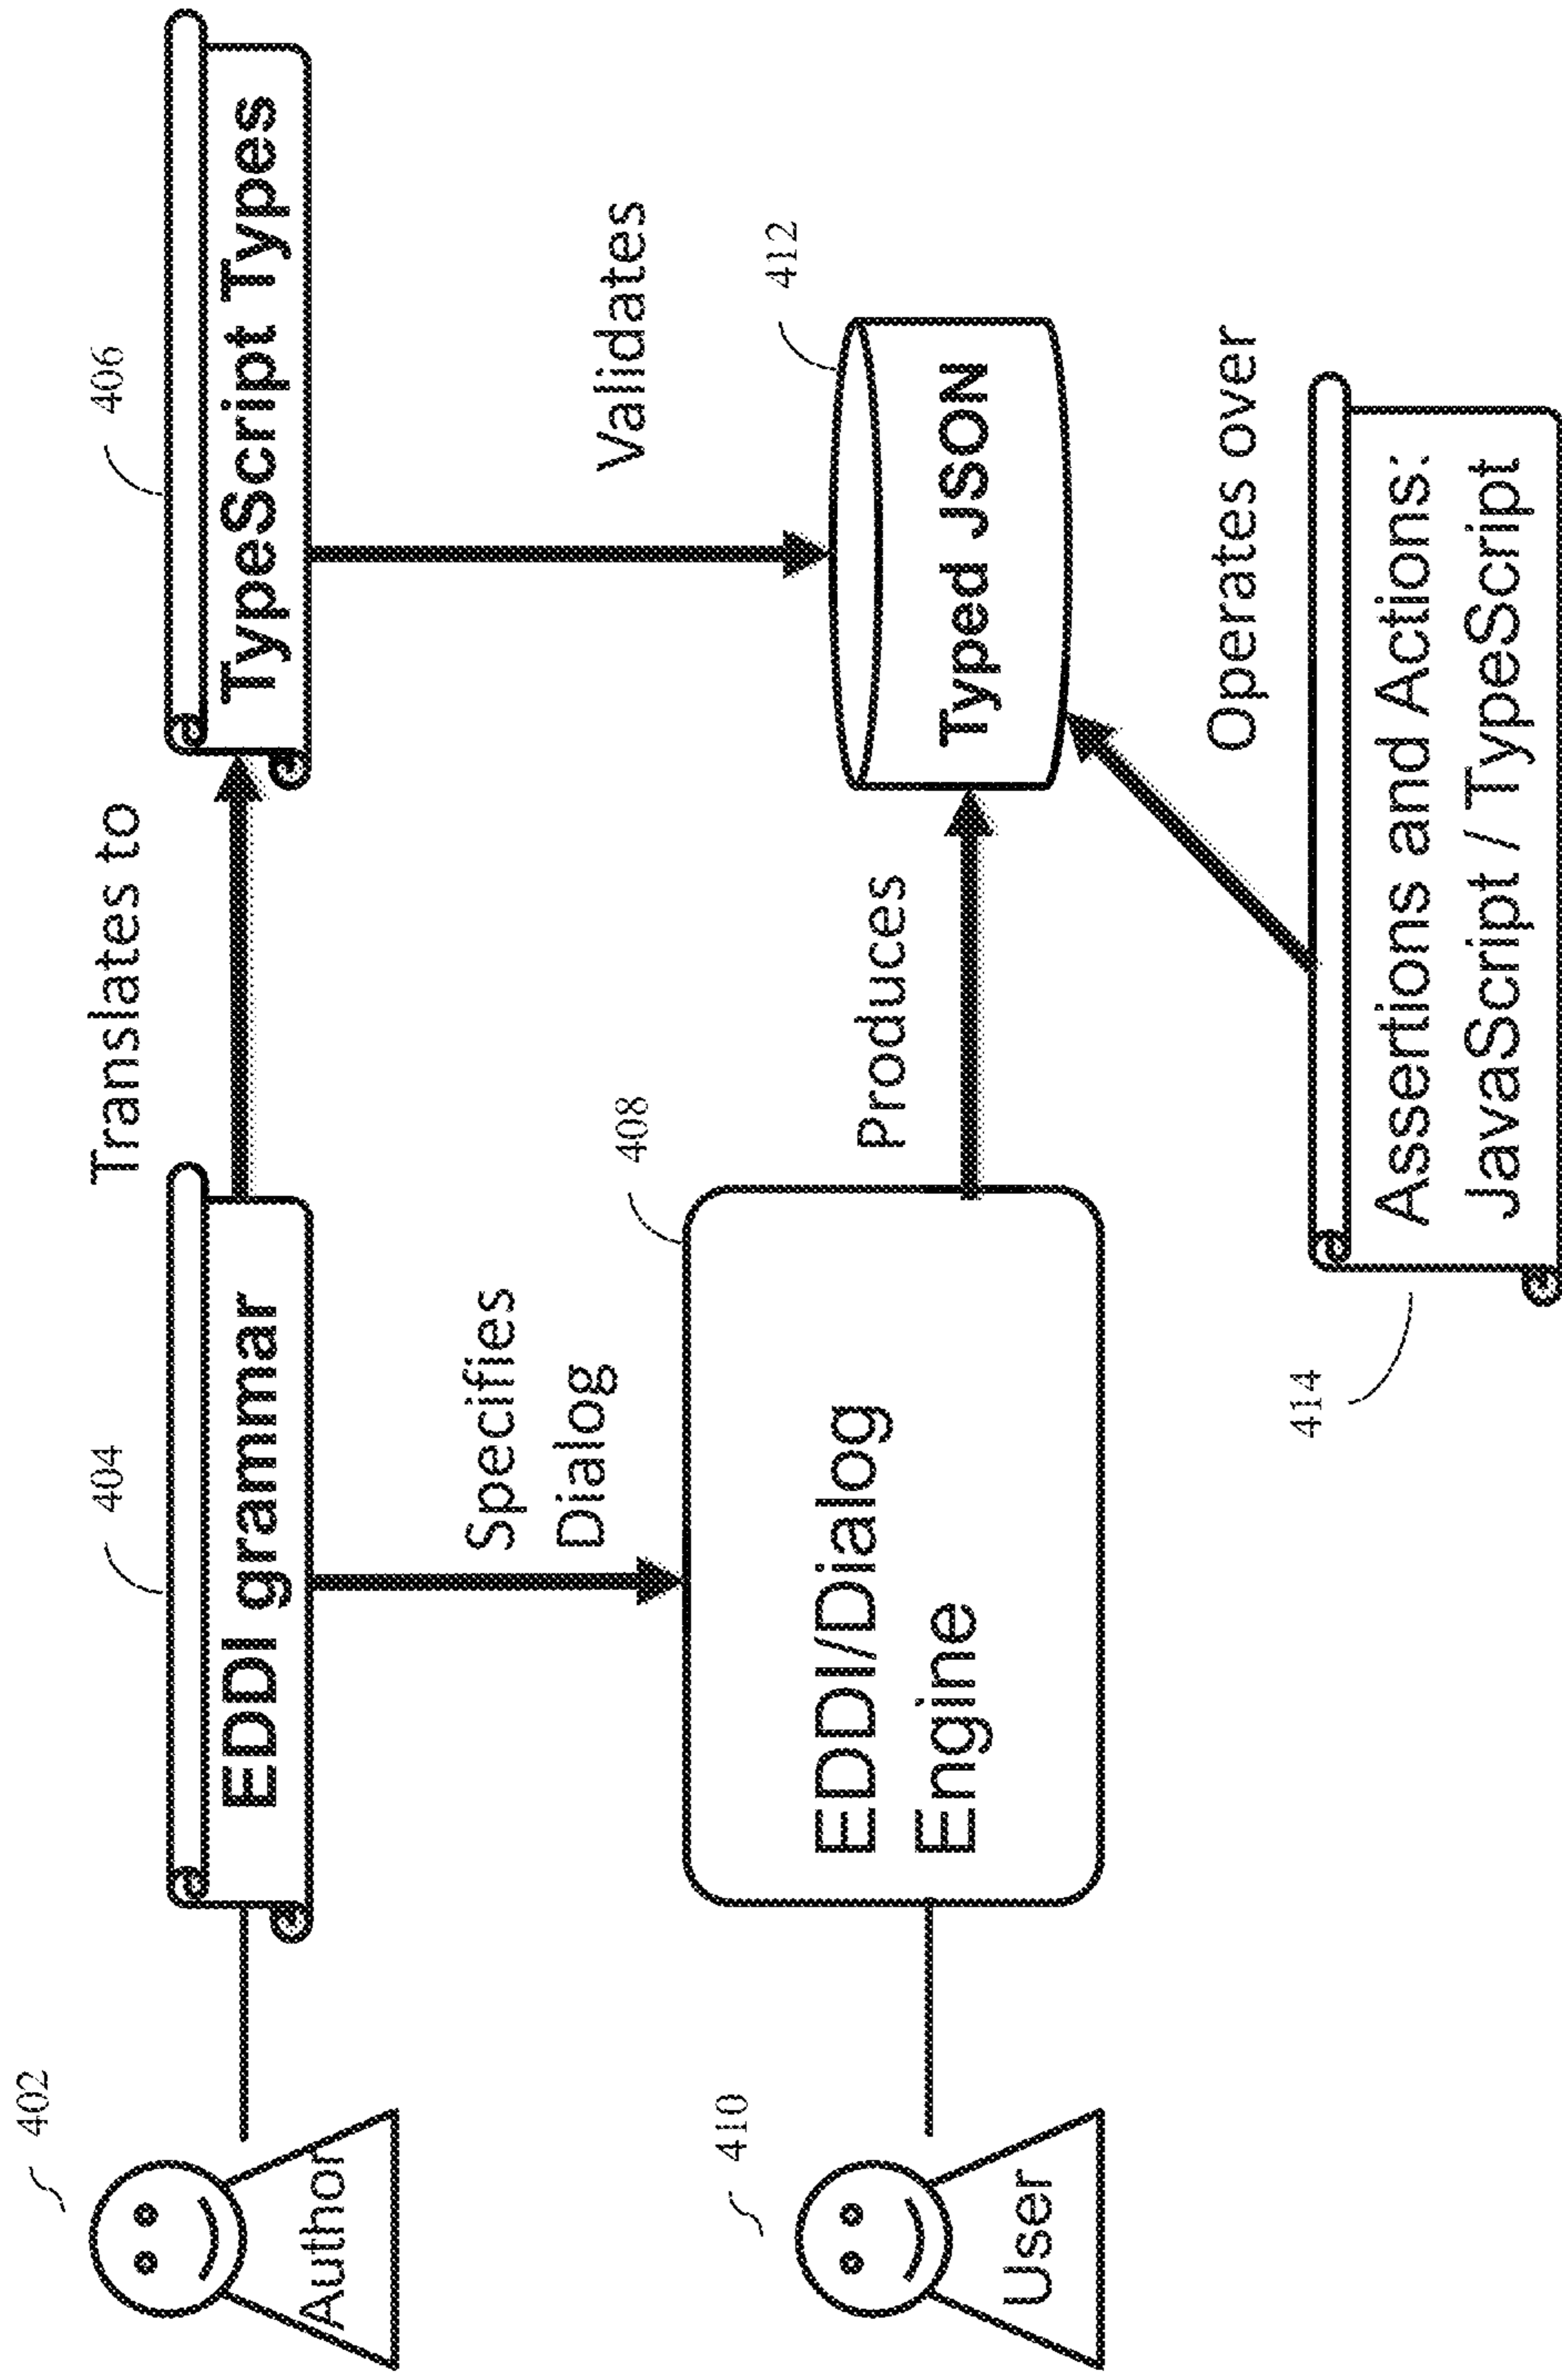 402
Author
404
EDDI grammar
Translates to
406
TypeScript Types
Specifies
Dialog
Validates
410
User
408
EDDI/Dialog
Engine
Produces
412
Typed JSON
Operates over
414
Assertions and Actions:
JavaScript / TypeScript